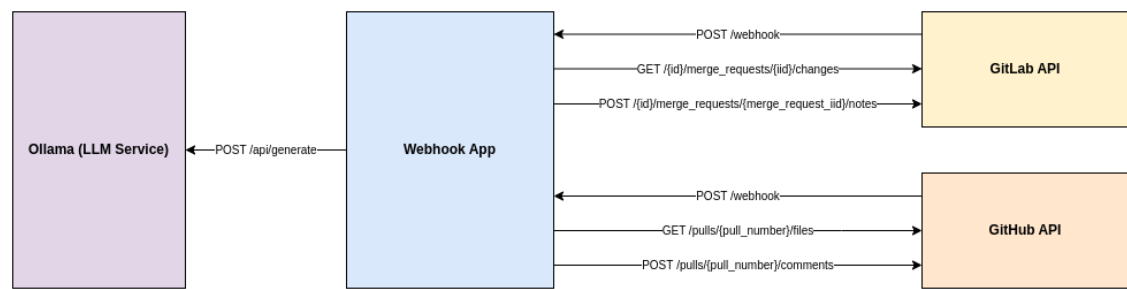 POST /webhook
GET /{id}/merge_requests/{iid}/changes
GitLab API
POST /{id}/merge_requests/{merge_request_iid}/notes
Ollama (LLM Service)
POST /api/generate
Webhook App
POST /webhook
GET /pulls/{pull_number}/files
GitHub API
POST /pulls/{pull_number}/comments